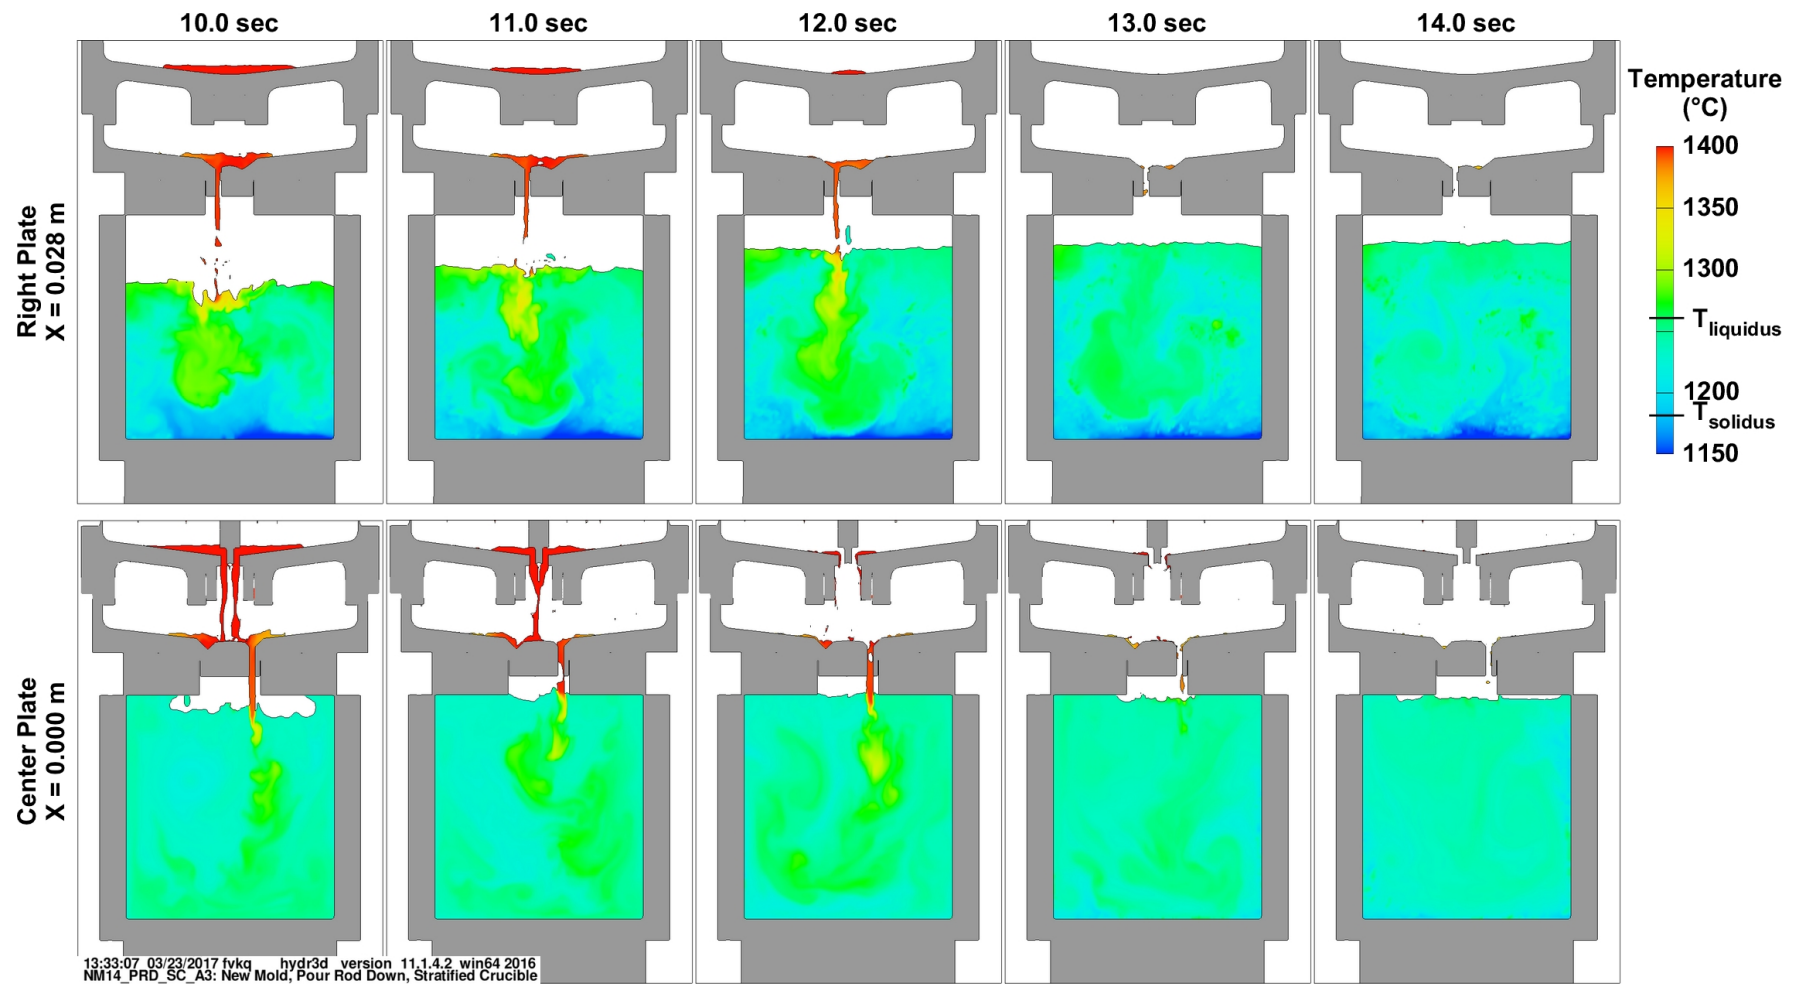 10.0 sec 11.0 sec 12.0 sec 13.0 sec 14.0 sec
Temperature
(°C)
1400
1350
1300
T liquidus
1200
T solidus
1150
Right Plate
X = 0.028 m
Center Plate
X = 0.000 m
13:33:07 03/23/2017 fvkq hydr3d version 11.1.4.2 win64 2016
NM14_PRD_SC_A3: New Mold, Pour Rod Down, Stratified Crucible